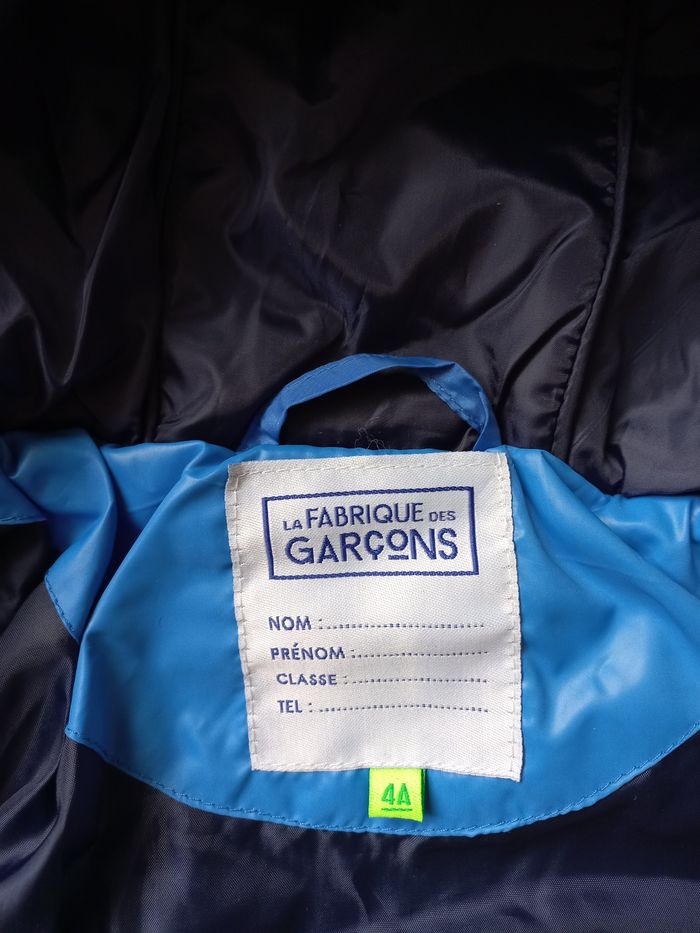 LA FABRIQUE DES
GARÇONS
NOM :
PRÉNOM :
CLASSE :
TEL :
4A